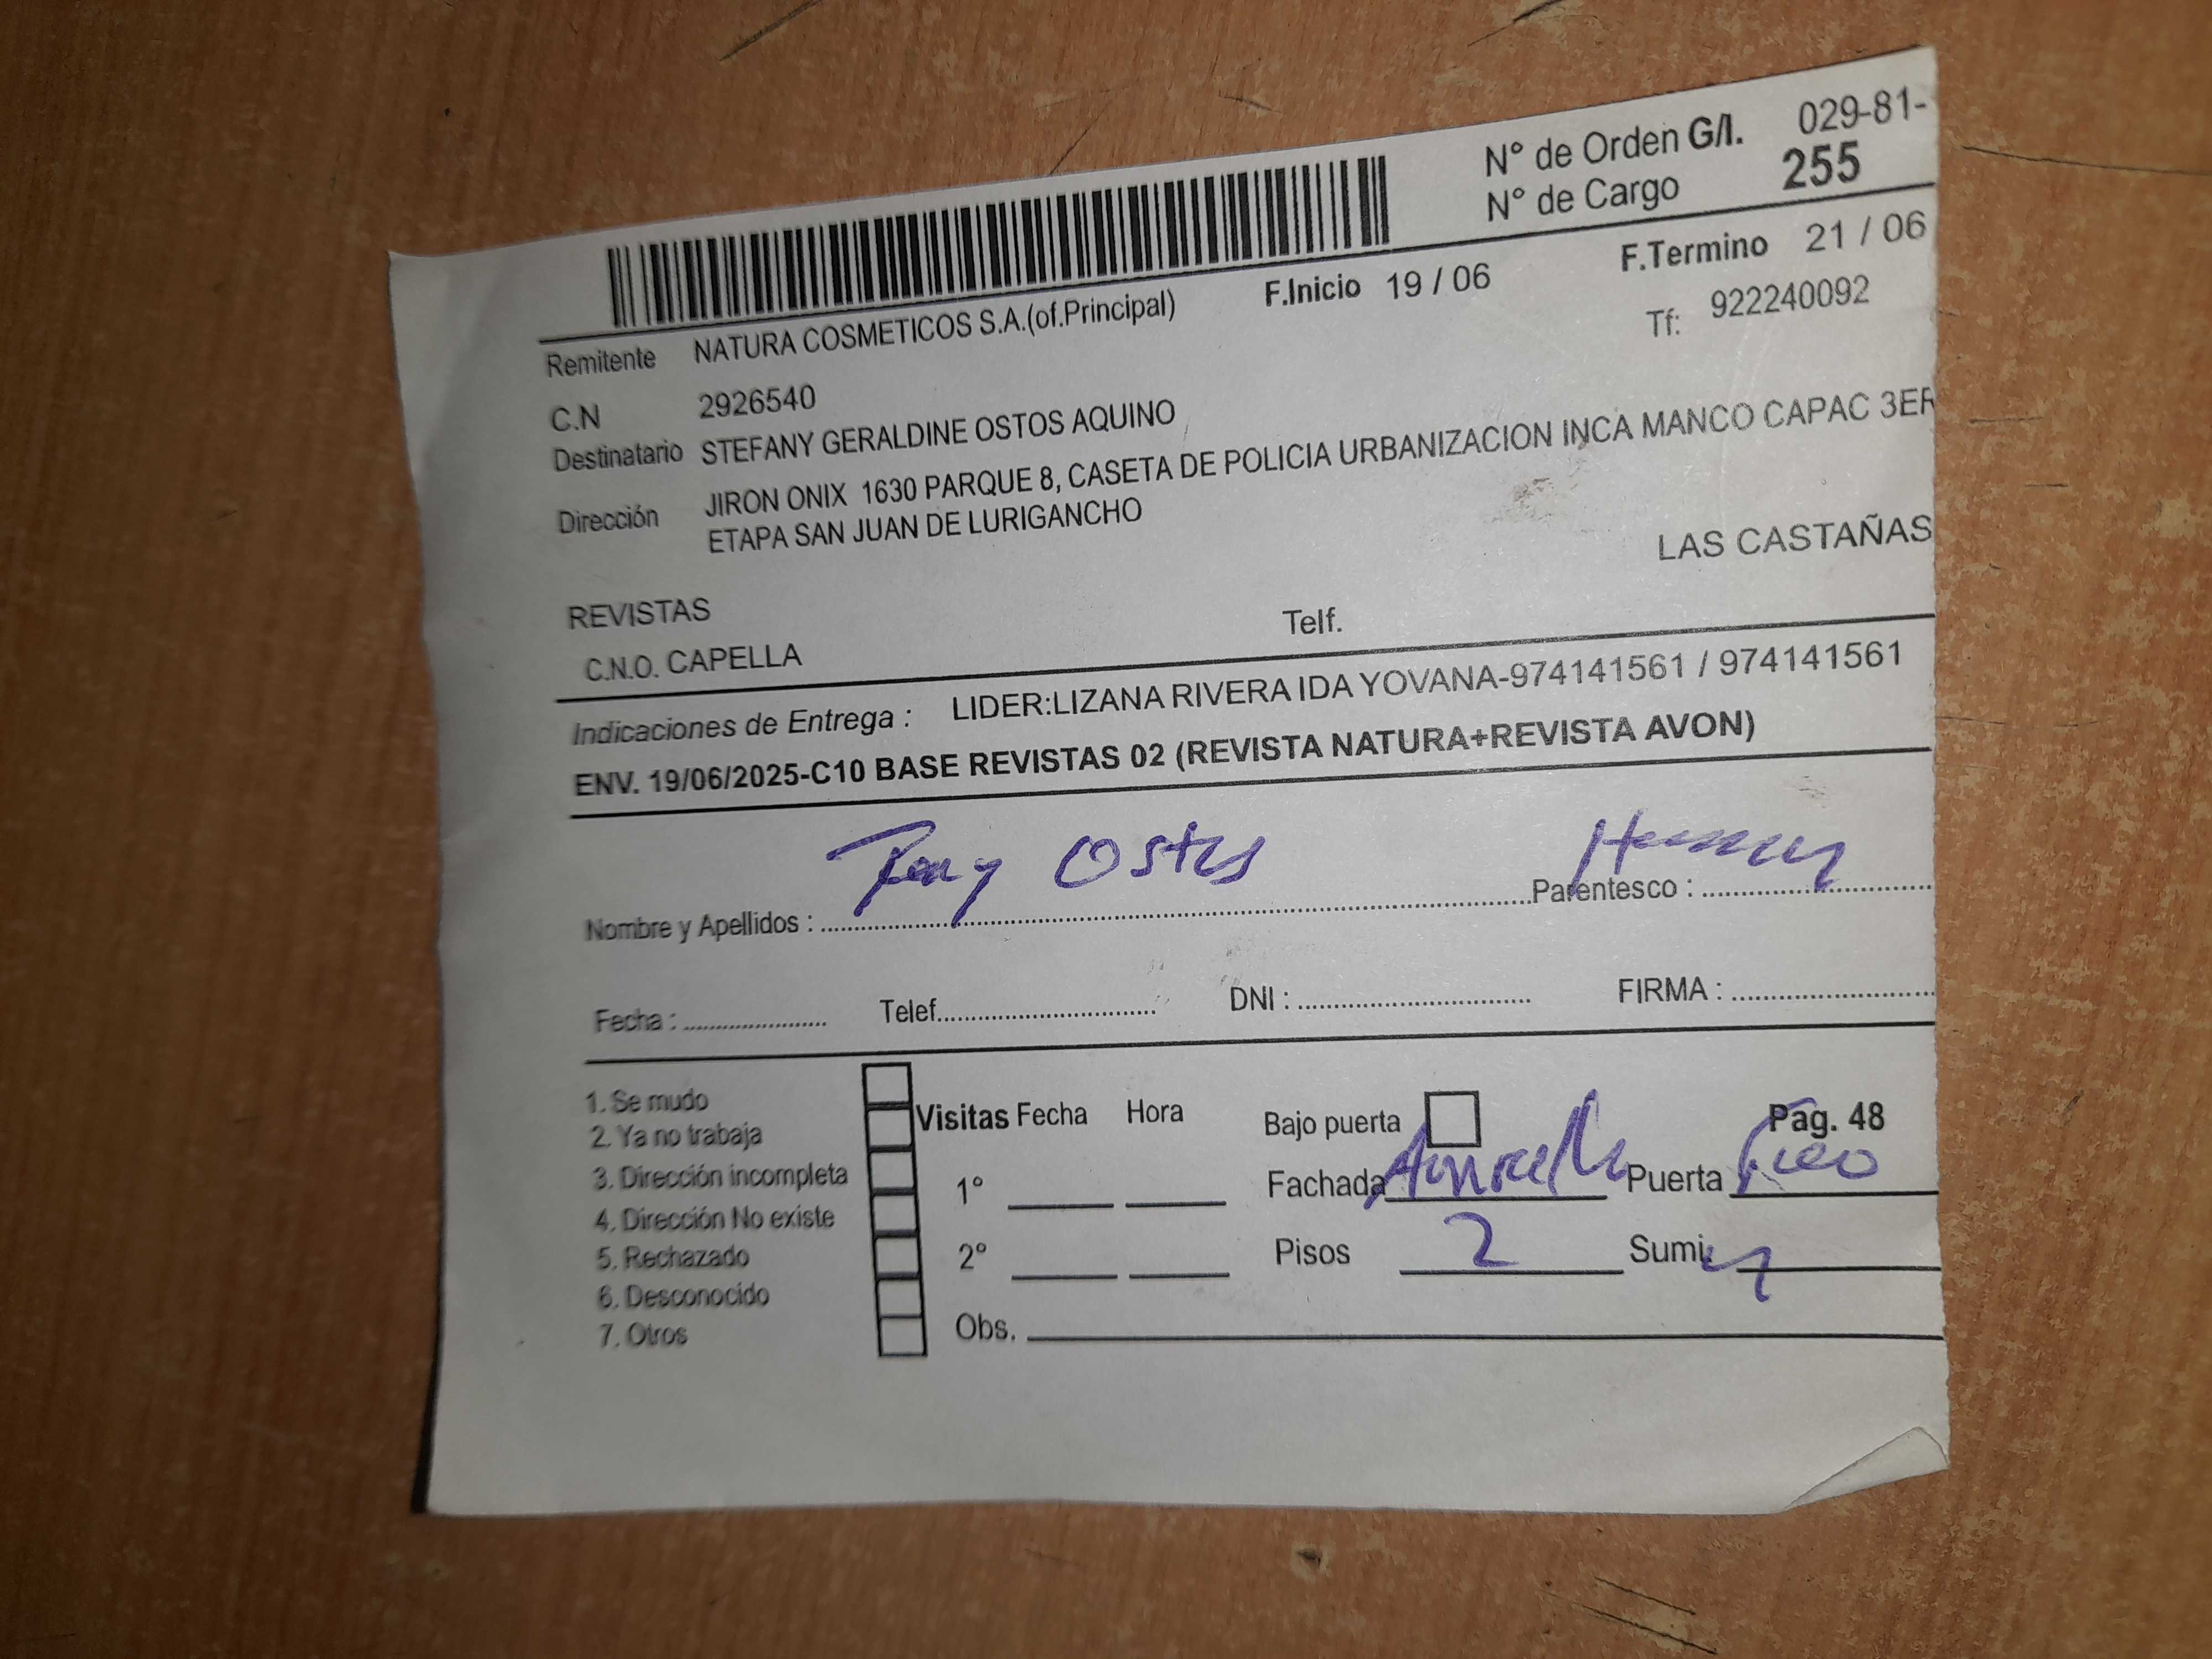 N° de Orden G/I. 029-81-
N° de Cargo 255
F.Inicio 19 / 06 F.Termino 21 / 06
Remitente NATURA COSMETICOS S.A.(of.Principal) Tf: 922240092
C.N 2926540
Destinatario STEFANY GERALDINE OSTOS AQUINO
Dirección JIRON ONIX 1630 PARQUE 8, CASETA DE POLICIA URBANIZACION INCA MANCO CAPAC 3ER
ETAPA SAN JUAN DE LURIGANCHO
LAS CASTAÑAS
REVISTAS
C.N.O. CAPELLA Telf.
Indicaciones de Entrega : LIDER:LIZANA RIVERA IDA YOVANA-974141561 / 974141561
ENV. 19/06/2025-C10 BASE REVISTAS 02 (REVISTA NATURA+REVISTA AVON)
Nombre y Apellidos : Ostos Parentesco :
Fecha : Telef. DNI : FIRMA :
1. Se mudo
2. Ya no trabaja
3. Dirección incompleta
4. Dirección No existe
5. Rechazado
6. Desconocido
7. Otros
Visitas Fecha Hora
1°
2°
Obs.
Bajo puerta Pag. 48
Fachada Puerta
Pisos 2 Sumi